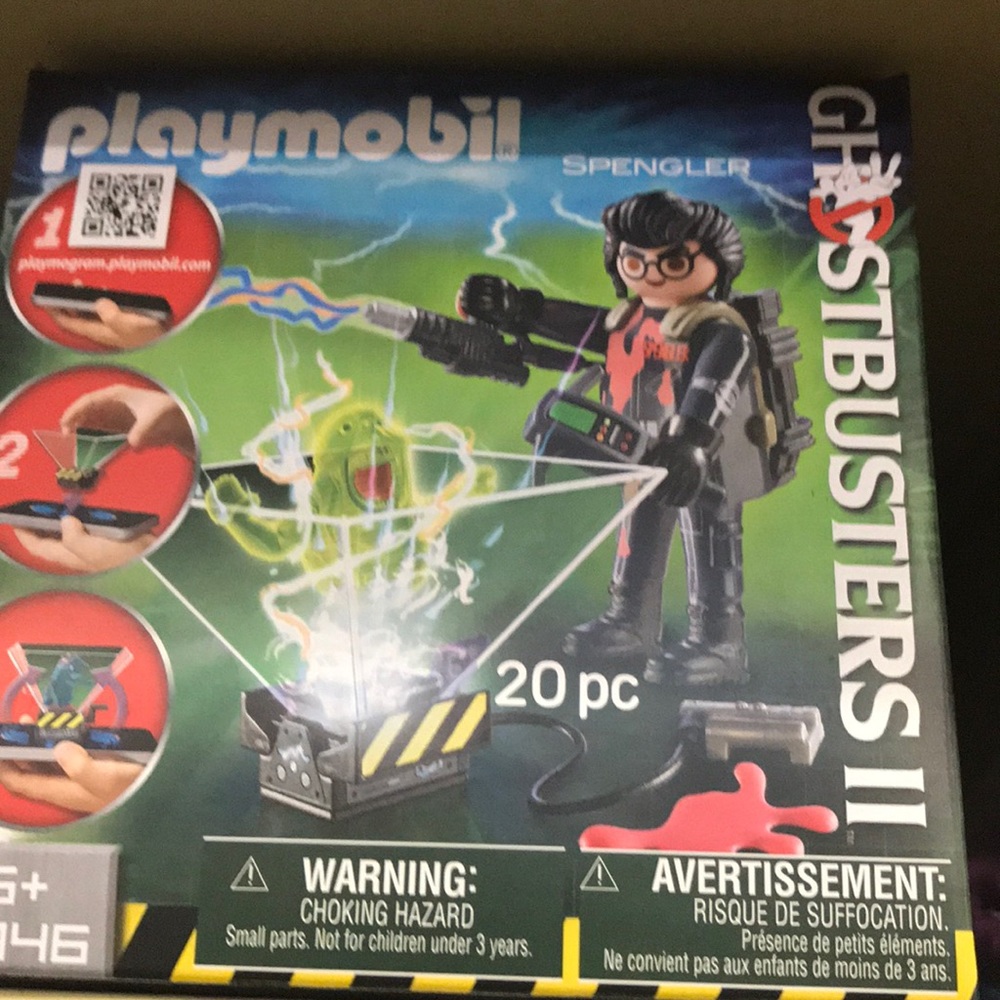 playmobil
SPENGLER
GHOSTBUSTERS II
1
playmogram.playmobil.com
2
SPENGLER
20 pc
WARNING:
CHOKING HAZARD
Small parts. Not for children under 3 years.
AVERTISSEMENT:
RISQUE DE SUFFOCATION.
Présence de petits éléments.
Ne convient pas aux enfants de moins de 3 ans.